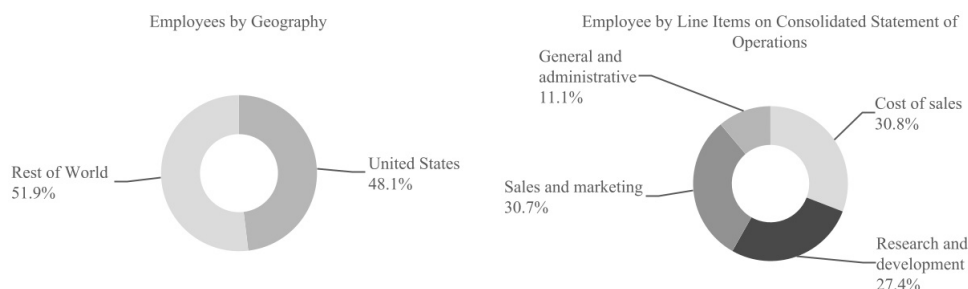 Employees by Geography
Rest of World
51.9%
United States
48.1%
Employee by Line Items on Consolidated Statement of
Operations
General and
administrative
11.1%
Cost of sales
30.8%
Sales and marketing
30.7%
Research and
development
27.4%